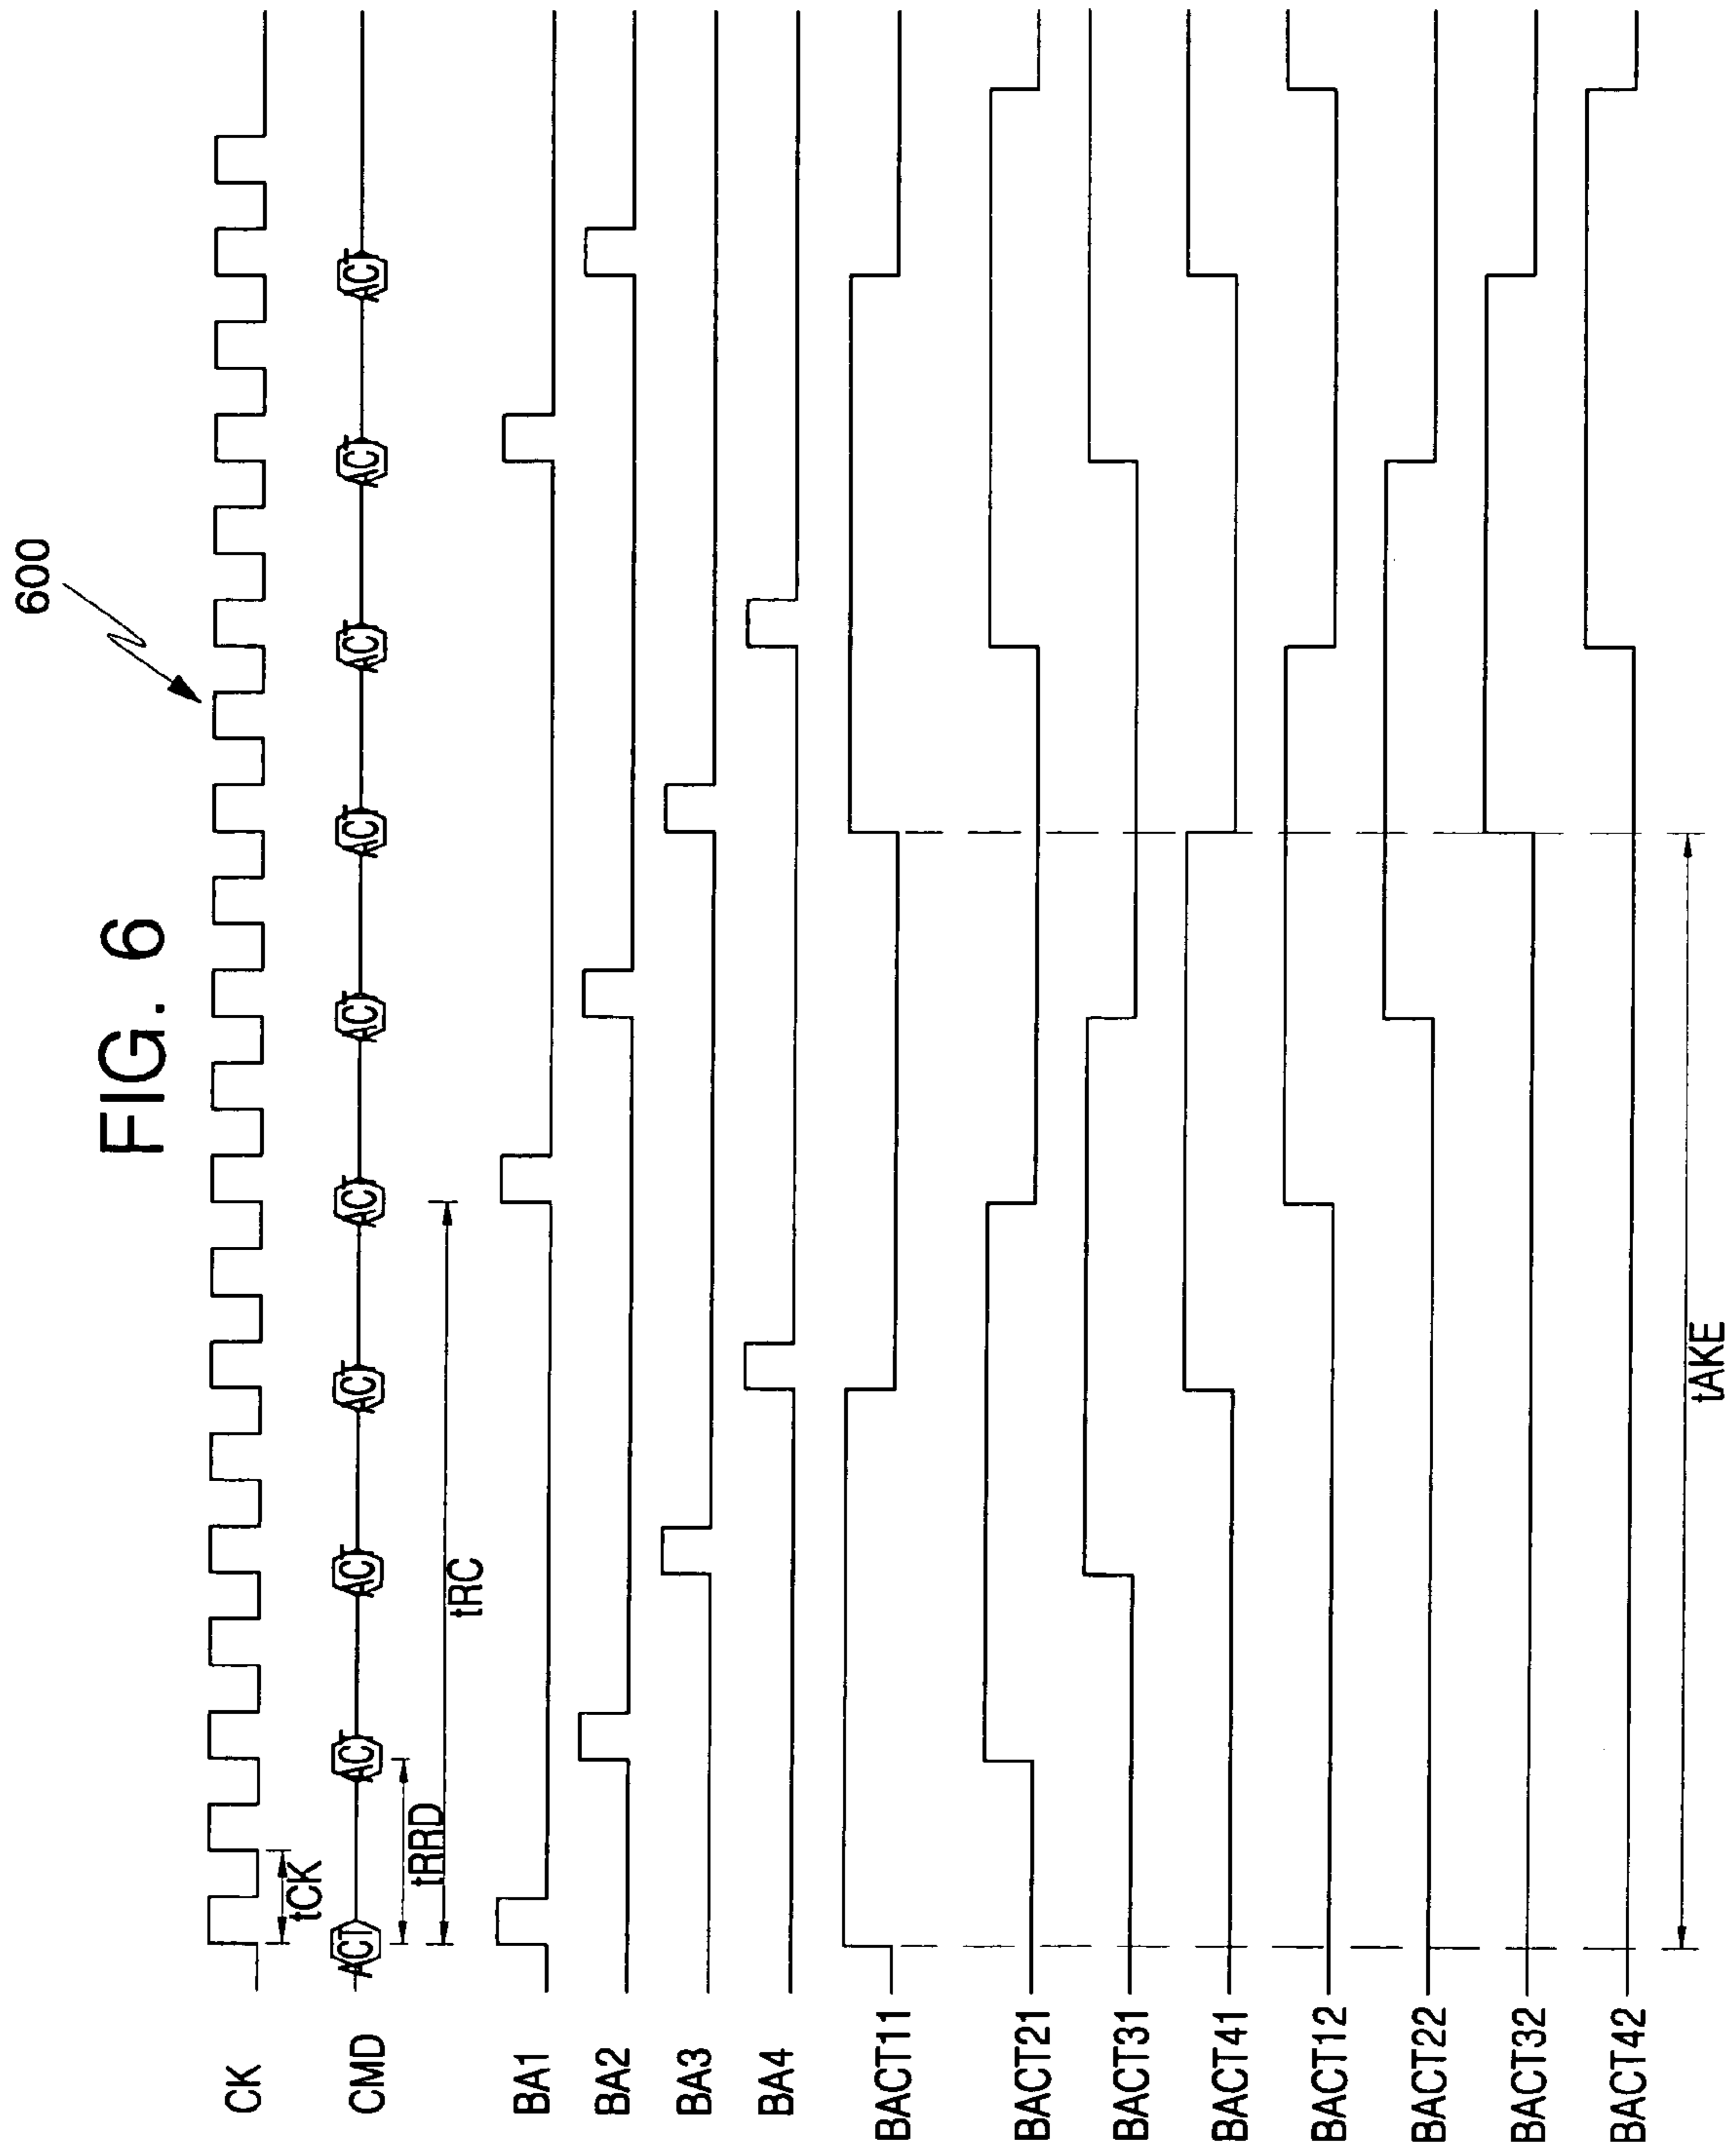 FIG. 6
600
CK
tCK
CMD ACT ACT ACT ACT ACT ACT ACT ACT ACT ACT
tRRD
tRC
BA1
BA2
BA3
BA4
BACT11
BACT21
BACT31
BACT41
BACT12
BACT22
BACT32
BACT42
tAKE